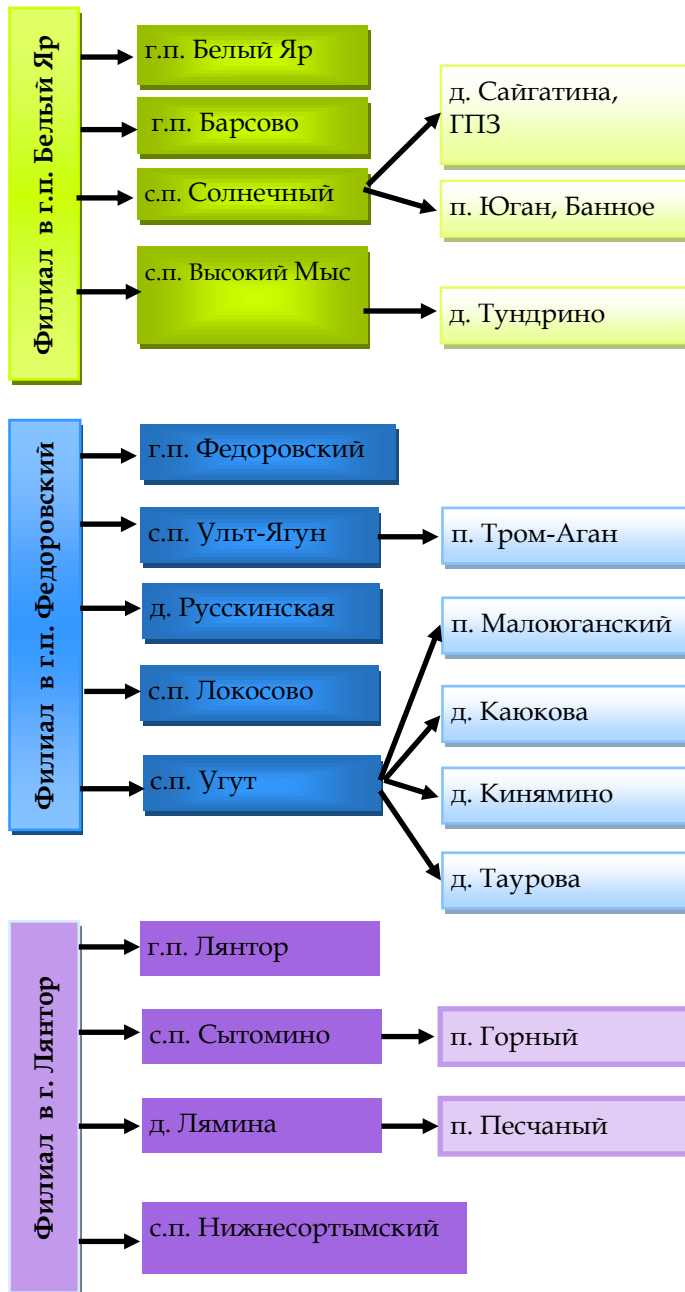 Филиал в г.п. Белый Яр
г.п. Белый Яр
г.п. Барсово
с.п. Солнечный
д. Сайгатина,
ГПЗ
п. Юган, Банное
с.п. Высокий Мыс
д. Тундрино
Филиал в г.п. Федоровский
г.п. Федоровский
с.п. Ульт-Ягун
п. Тром-Аган
д. Русскинская
с.п. Локосово
с.п. Угут
п. Малоюганский
д. Каюкова
д. Кинямино
д. Таурова
Филиал в г. Лянтор
г.п. Лянтор
с.п. Сытомино
п. Горный
д. Лямина
п. Песчаный
с.п. Нижнесортымский